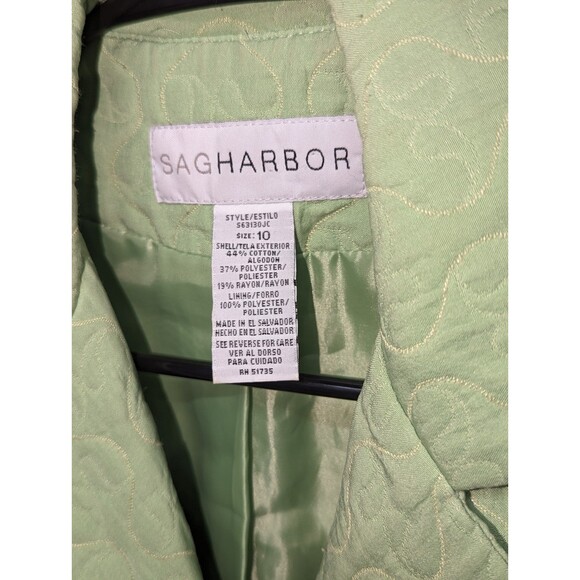 SAGHARBOR
STYLE/ESTILO
S63130JC
SIZE: 10
SHELL/TELA EXTERIOR
44% COTTON/
ALGODON
37% POLYESTER/
POLIESTER
19% RAYON/RAYON
LINING/FORRO
100% POLYESTER/
POLIESTER
MADE IN EL SALVADOR
HECHO EN EL SALVADOR
SEE REVERSE FOR CARE
VER AL DORSO
PARA CUIDADO
RN 51735